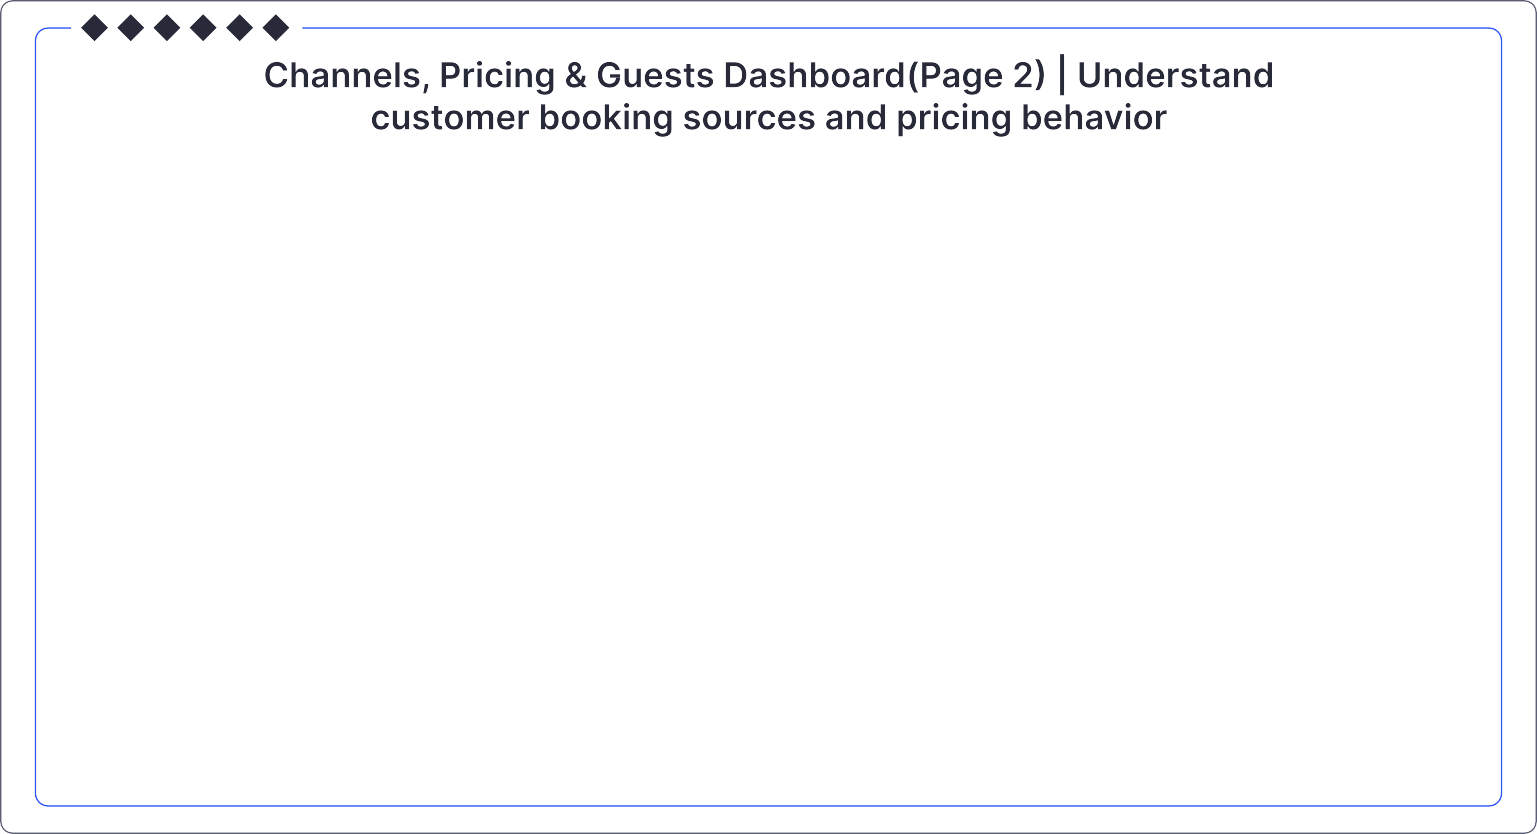 Channels, Pricing & Guests Dashboard(Page 2) | Understand
customer booking sources and pricing behavior